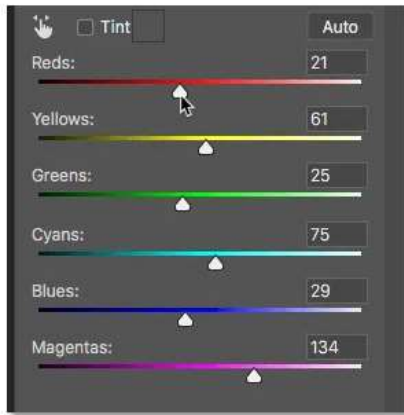 Tint Auto
Reds: 21
Yellows: 61
Greens: 25
Cyans: 75
Blues: 29
Magentas: 134